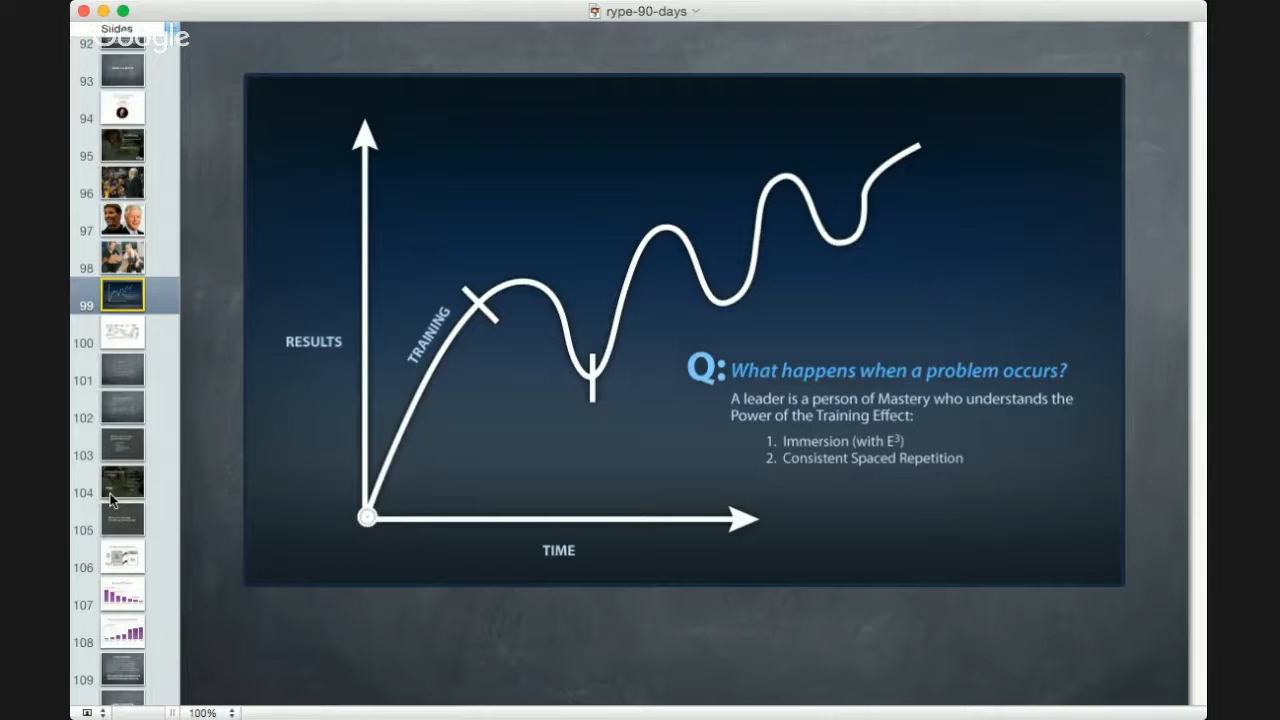 rype-90-days
Slides
Google
92
93
94
95
96
97
98
99
100
101
102
103
104
105
106
107
108
109
RESULTS
TRAINING
TIME
Q: What happens when a problem occurs?
A leader is a person of Mastery who understands the
Power of the Training Effect:
1. Immersion (with E³)
2. Consistent Spaced Repetition
100%